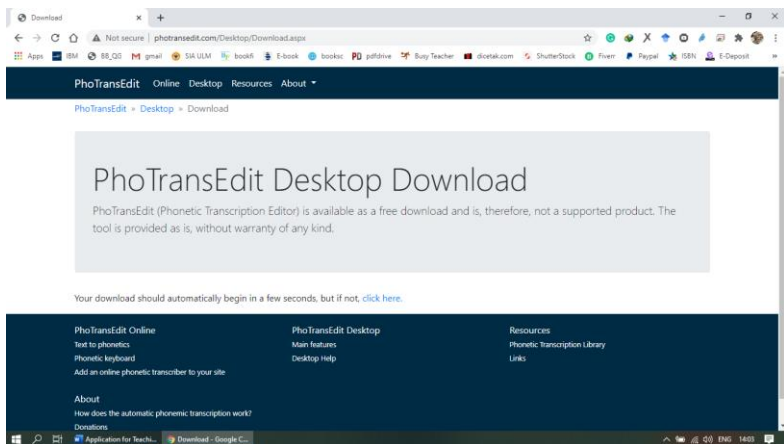 Download
Not secure | photransedit.com/Desktop/Download.aspx
Apps IBM BB_QG M gmail SIA ULM bookfi E-book booksc pdfdrive Busy Teacher dicetak.com ShutterStock Fiverr Paypal ISBN E-Deposit
PhoTransEdit Online Desktop Resources About
PhoTransEdit » Desktop » Download
PhoTransEdit Desktop Download
PhoTransEdit (Phonetic Transcription Editor) is available as a free download and is, therefore, not a supported product. The
tool is provided as is, without warranty of any kind.
Your download should automatically begin in a few seconds, but if not, click here.
PhoTransEdit Online PhoTransEdit Desktop Resources
Text to phonetics Main features Phonetic Transcription Library
Phonetic keyboard Desktop Help Links
Add an online phonetic transcriber to your site
About
How does the automatic phonemic transcription work?
Donations
Application for Teachi... Download - Google C... ENG 14:03